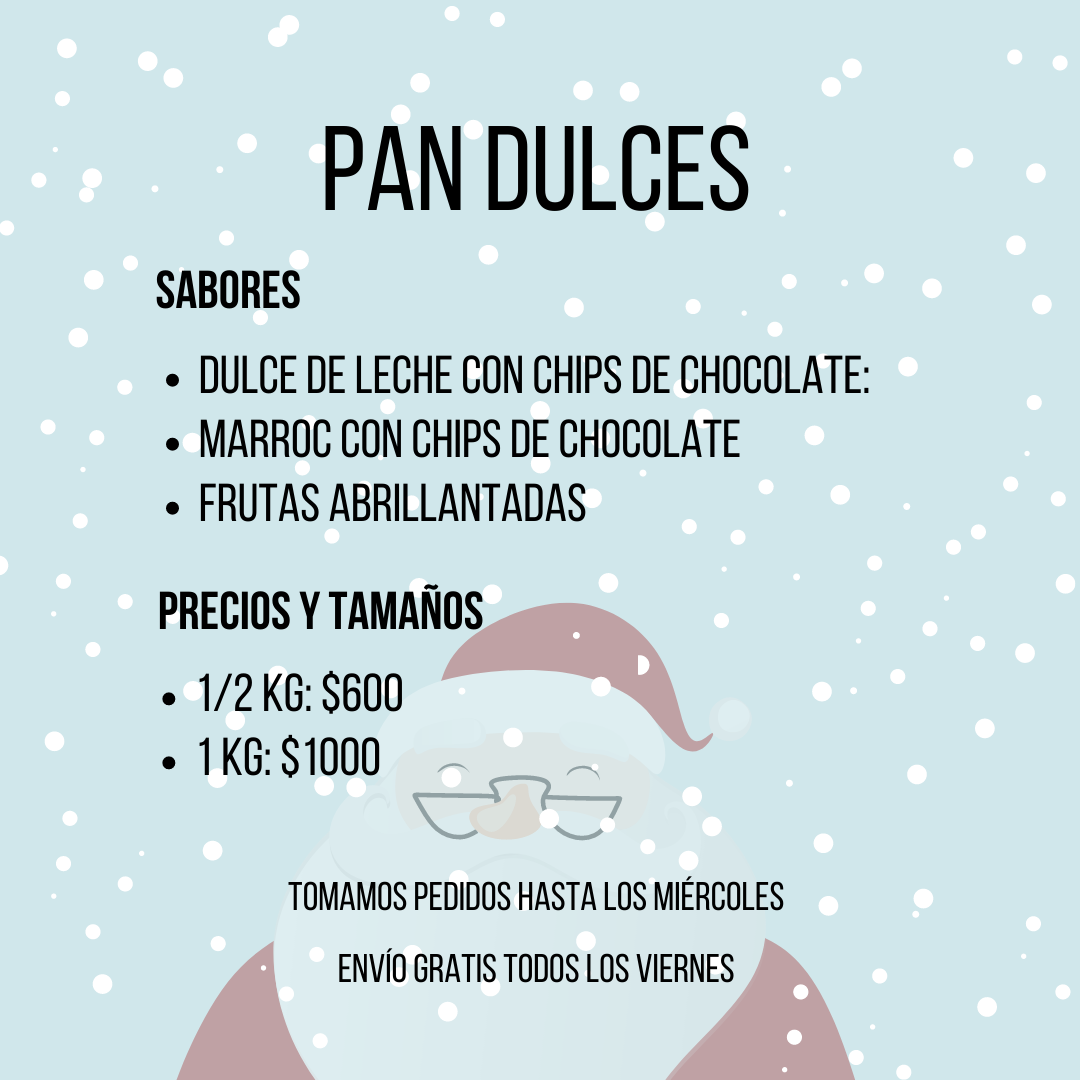 PAN DULCES
SABORES
• DULCE DE LECHE CON CHIPS DE CHOCOLATE:
• MARROC CON CHIPS DE CHOCOLATE
• FRUTAS ABRILLANTADAS
PRECIOS Y TAMAÑOS
• 1/2 KG: $600
• 1 KG: $1000
TOMAMOS PEDIDOS HASTA LOS MIÉRCOLES
ENVÍO GRATIS TODOS LOS VIERNES